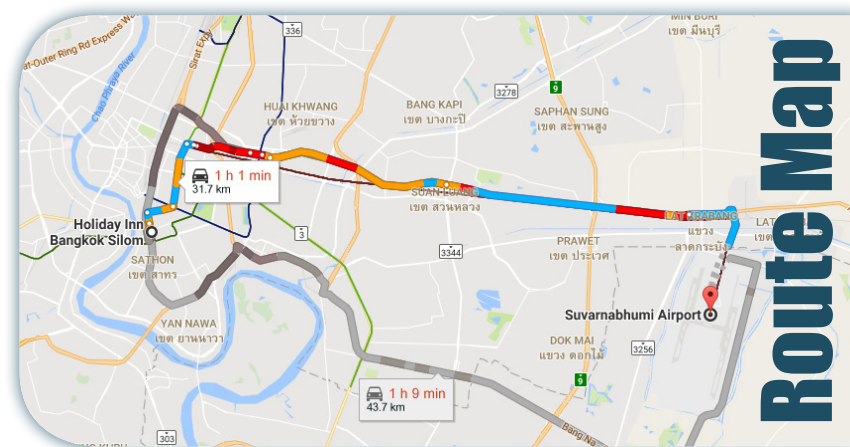 MIN BURI
เขต มีนบุรี
336
af-Outer Ring Rd Express W
Sirat Expy
Chao Phraya River
3278
9
HUAI KHWANG
เขต ห้วยขวาง
BANG KAPI
เขต บางกะปิ
SAPHAN SUNG
เขต สะพานสูง
1 h 1 min
31.7 km
SUAN LUANG
เขต สวนหลวง
Holiday Inn
Bangkok Silom
LAT KRABANG
แขวง
ลาดกระบัง
LAT
เขต
3
3344
PRAWET
เขต ประเวศ
SATHON
เขต สาทร
Suvarnabhumi Airport
YAN NAWA
เขต ยานนาวา
DOK MAI
แขวง ดอกไม้
3256
9
1 h 9 min
43.7 km
Bang Na
303
Route Map